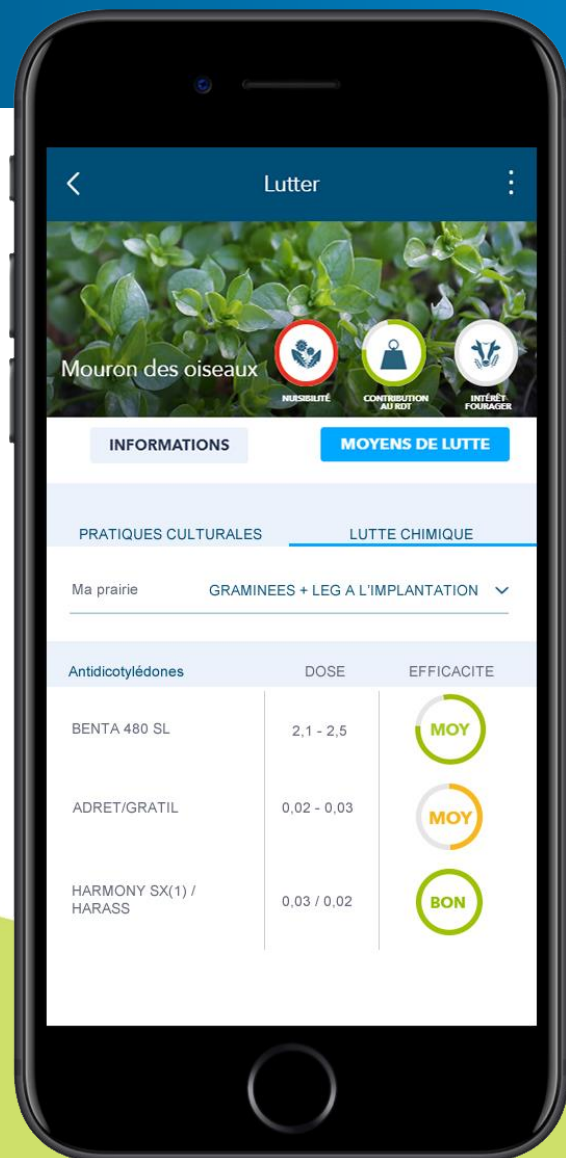 Lutter
Mouron des oiseaux
NUISIBILITÉ
CONTRIBUTION
AU RDT
INTÉRÊT
FOURAGER
INFORMATIONS
MOYENS DE LUTTE
PRATIQUES CULTURALES
LUTTE CHIMIQUE
Ma prairie
GRAMINEES + LEG A L'IMPLANTATION
Antidicotylédones
DOSE
EFFICACITE
BENTA 480 SL
2,1 - 2,5
MOY
ADRET/GRATIL
0,02 - 0,03
MOY
HARMONY SX(1) /
HARASS
0,03 / 0,02
BON